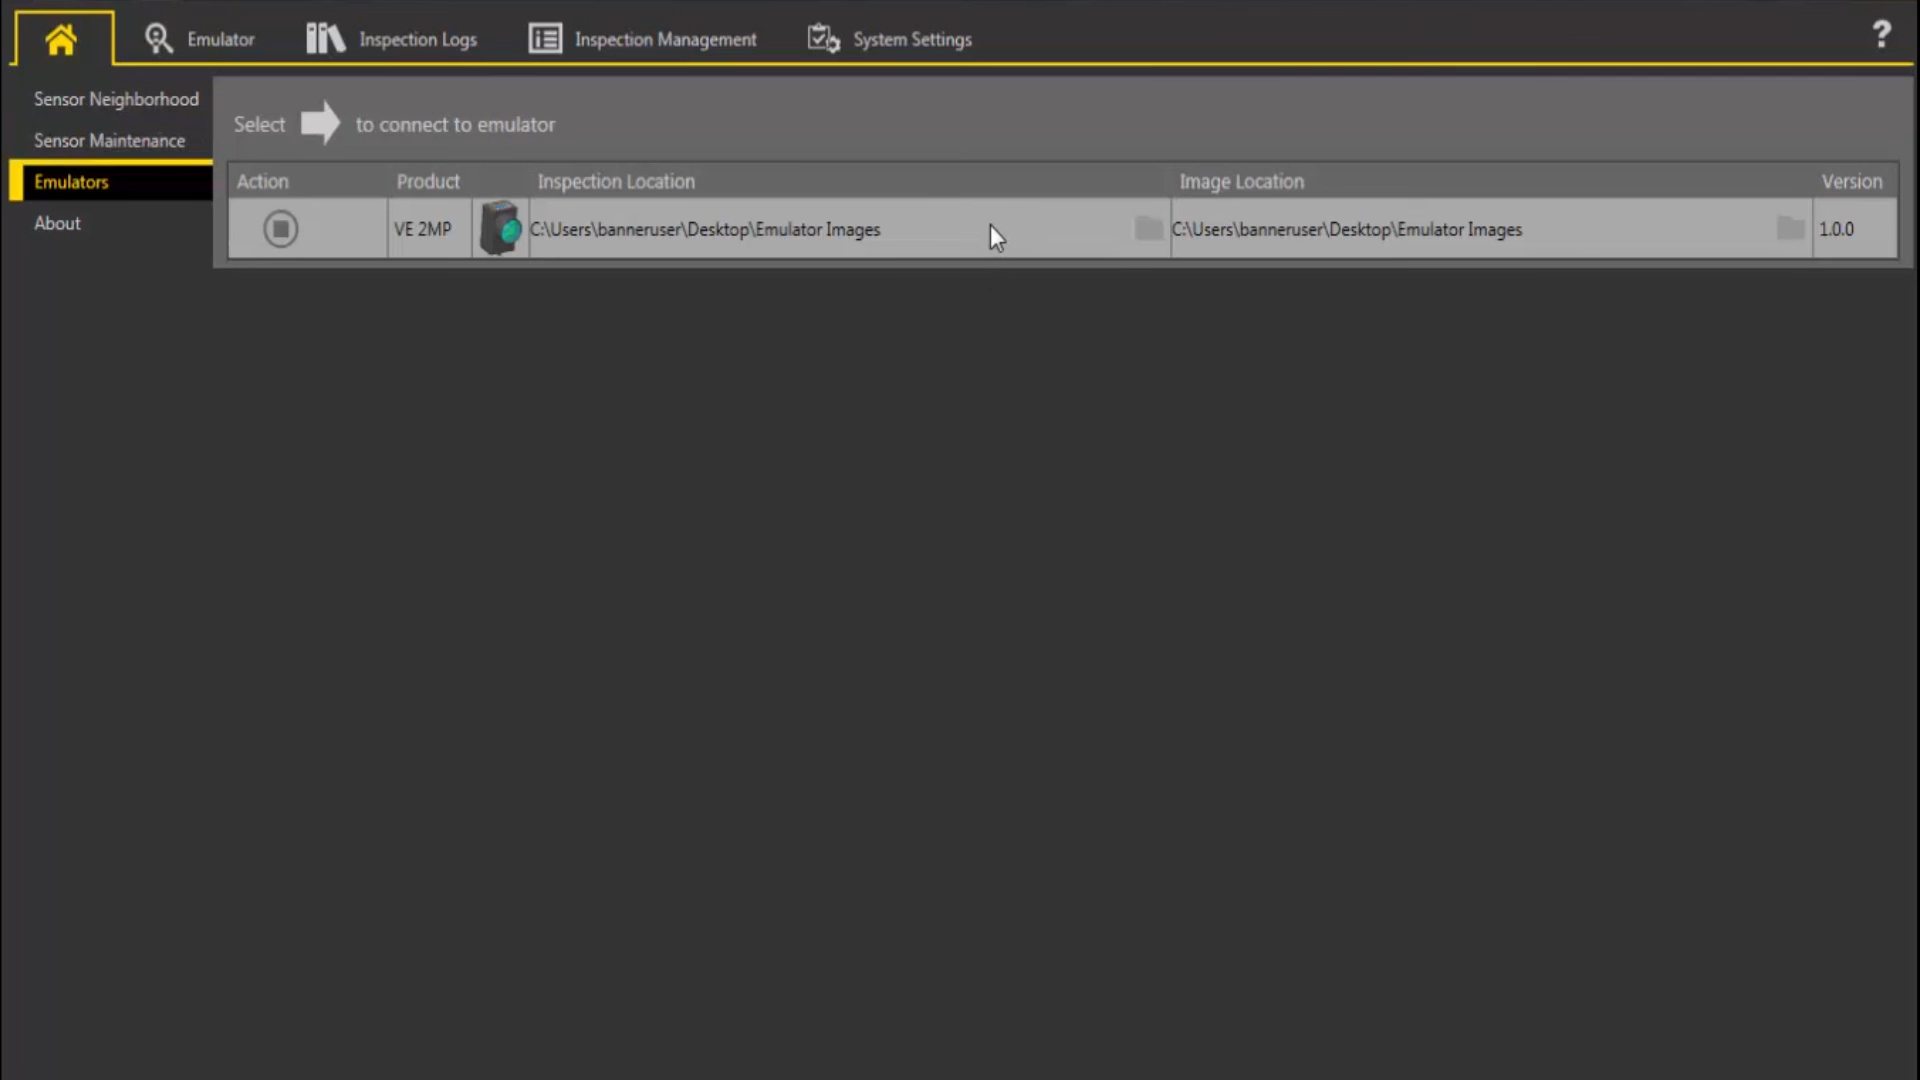 Emulator
Inspection Logs
Inspection Management
System Settings
?
Sensor Neighborhood
Sensor Maintenance
Emulators
About
Select to connect to emulator
Action Product Inspection Location Image Location Version
VE 2MP C:\Users\banneruser\Desktop\Emulator Images C:\Users\banneruser\Desktop\Emulator Images 1.0.0